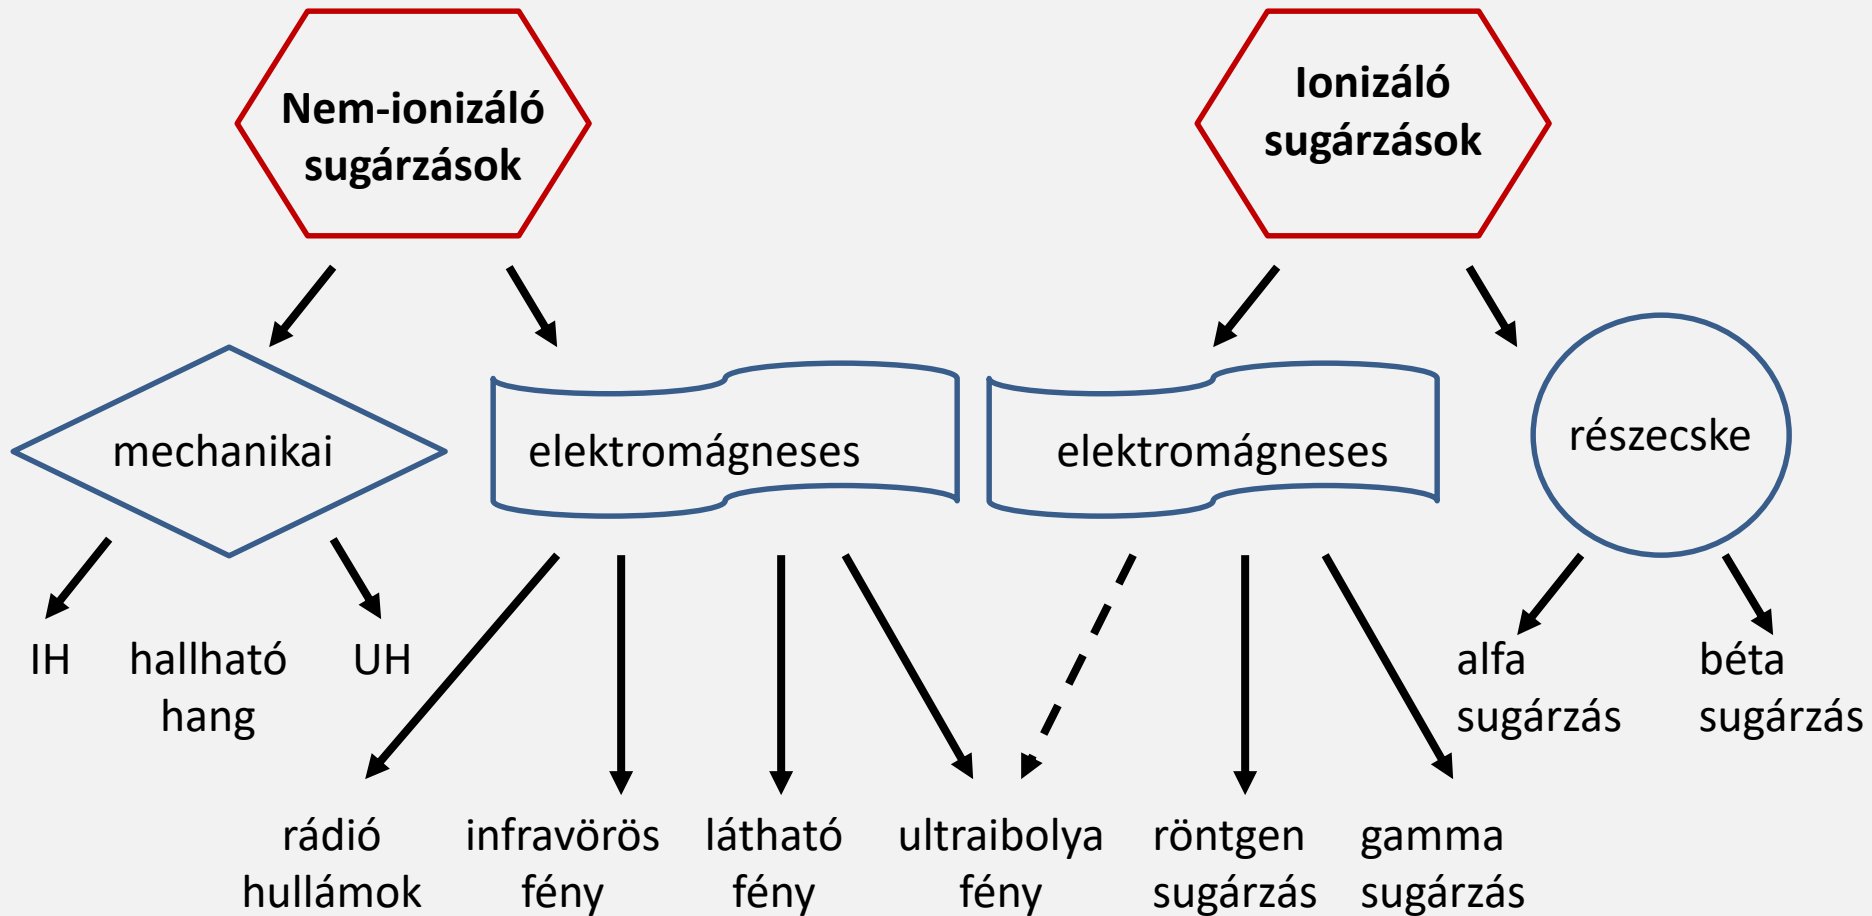 Nem-ionizáló
sugárzások
Ionizáló
sugárzások
mechanikai
elektromágneses
elektromágneses
részecske
IH
hallható
hang
UH
alfa
sugárzás
béta
sugárzás
rádió
hullámok
infravörös
fény
látható
fény
ultraibolya
fény
röntgen
sugárzás
gamma
sugárzás